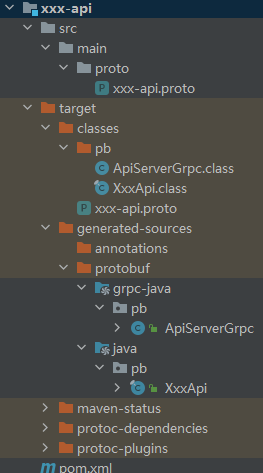 xxx-api
src
main
proto
xxx-api.proto
target
classes
pb
ApiServerGrpc.class
XxxApi.class
xxx-api.proto
generated-sources
annotations
protobuf
grpc-java
pb
ApiServerGrpc
java
pb
XxxApi
maven-status
protoc-dependencies
protoc-plugins
pom.xml